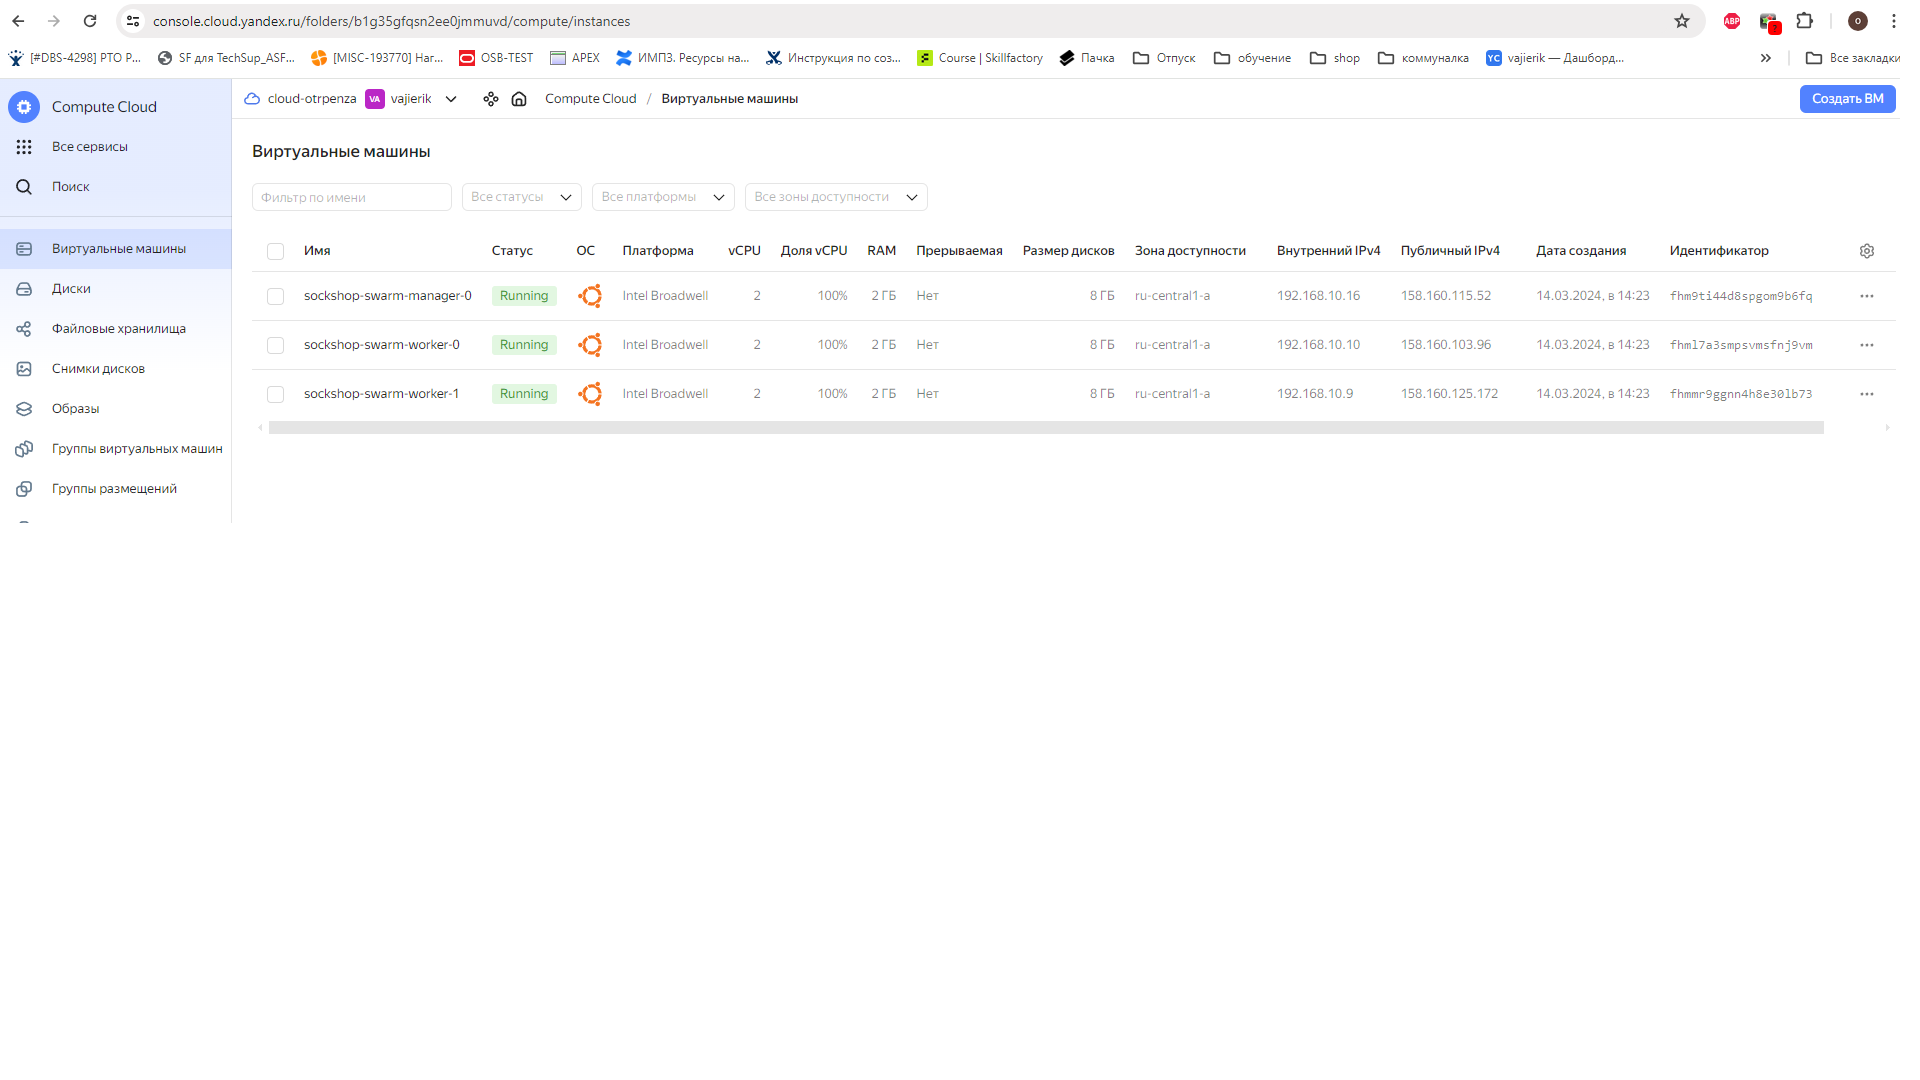 console.cloud.yandex.ru/folders/b1g35gfqsn2ee0jmmuvd/compute/instances
ABP
O
[#DBS-4298] РТО Р... SF для TechSup_ASF... [MISC-193770] Наг... OSB-TEST APEX ИМПЗ. Ресурсы на... Инструкция по соз... Course | Skillfactory Пачка Отпуск обучение shop коммуналка YC vajierik — Дашборд... » Все закладки
Compute Cloud
Все сервисы
Поиск
Виртуальные машины
Диски
Файловые хранилища
Снимки дисков
Образы
Группы виртуальных машин
Группы размещений
cloud-otrpenza VA vajierik Compute Cloud / Виртуальные машины Создать ВМ
Виртуальные машины
Фильтр по имени Все статусы Все платформы Все зоны доступности
Имя Статус ОС Платформа vCPU Доля vCPU RAM Прерываемая Размер дисков Зона доступности Внутренний IPv4 Публичный IPv4 Дата создания Идентификатор
sockshop-swarm-manager-0 Running Intel Broadwell 2 100% 2 ГБ Нет 8 ГБ ru-central1-a 192.168.10.16 158.160.115.52 14.03.2024, в 14:23 fhm9ti44d8spgom9b6fq
sockshop-swarm-worker-0 Running Intel Broadwell 2 100% 2 ГБ Нет 8 ГБ ru-central1-a 192.168.10.10 158.160.103.96 14.03.2024, в 14:23 fhml7a3smpsvmsfnj9vm
sockshop-swarm-worker-1 Running Intel Broadwell 2 100% 2 ГБ Нет 8 ГБ ru-central1-a 192.168.10.9 158.160.125.172 14.03.2024, в 14:23 fhmmr9ggnn4h8e30lb73